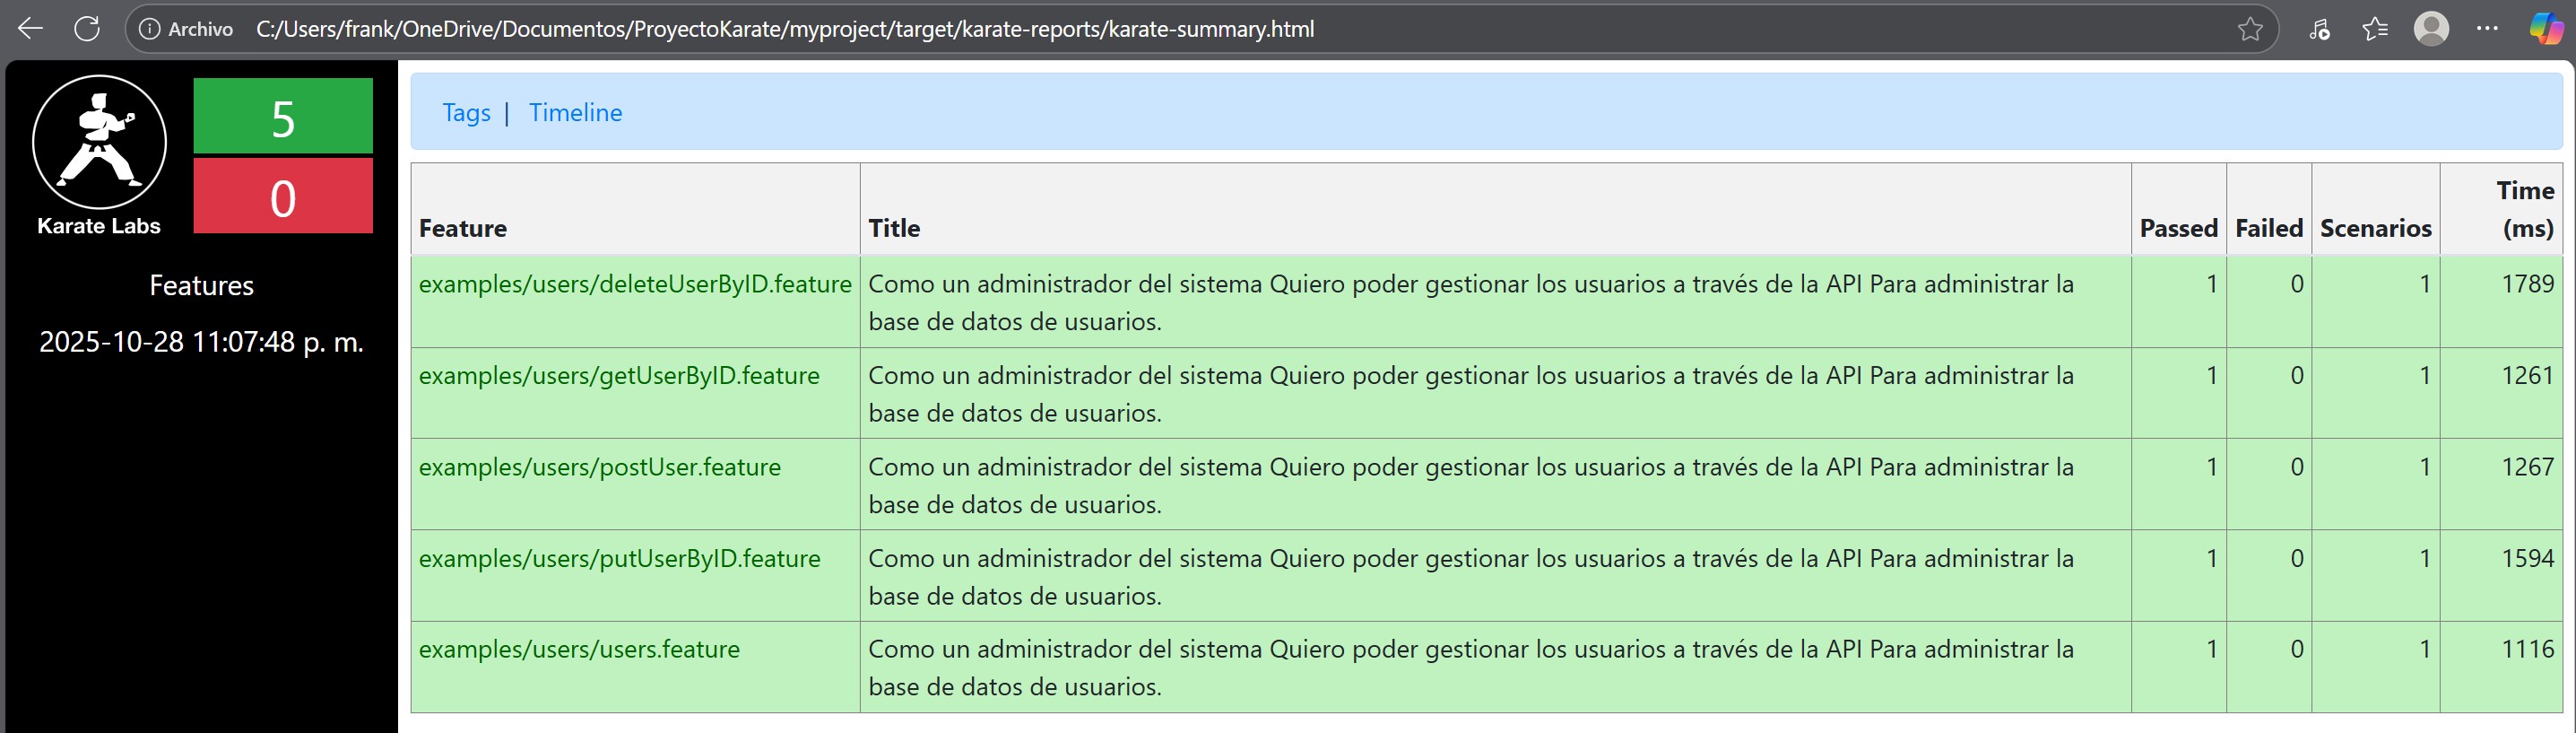 Archivo C:/Users/frank/OneDrive/Documentos/ProyectoKarate/myproject/target/karate-reports/karate-summary.html
5
0
Karate Labs
Features
2025-10-28 11:07:48 p. m.
Tags | Timeline
Feature Title Passed Failed Scenarios Time (ms)
examples/users/deleteUserByID.feature Como un administrador del sistema Quiero poder gestionar los usuarios a través de la API Para administrar la 1 0 1 1789
base de datos de usuarios.
examples/users/getUserByID.feature Como un administrador del sistema Quiero poder gestionar los usuarios a través de la API Para administrar la 1 0 1 1261
base de datos de usuarios.
examples/users/postUser.feature Como un administrador del sistema Quiero poder gestionar los usuarios a través de la API Para administrar la 1 0 1 1267
base de datos de usuarios.
examples/users/putUserByID.feature Como un administrador del sistema Quiero poder gestionar los usuarios a través de la API Para administrar la 1 0 1 1594
base de datos de usuarios.
examples/users/users.feature Como un administrador del sistema Quiero poder gestionar los usuarios a través de la API Para administrar la 1 0 1 1116
base de datos de usuarios.